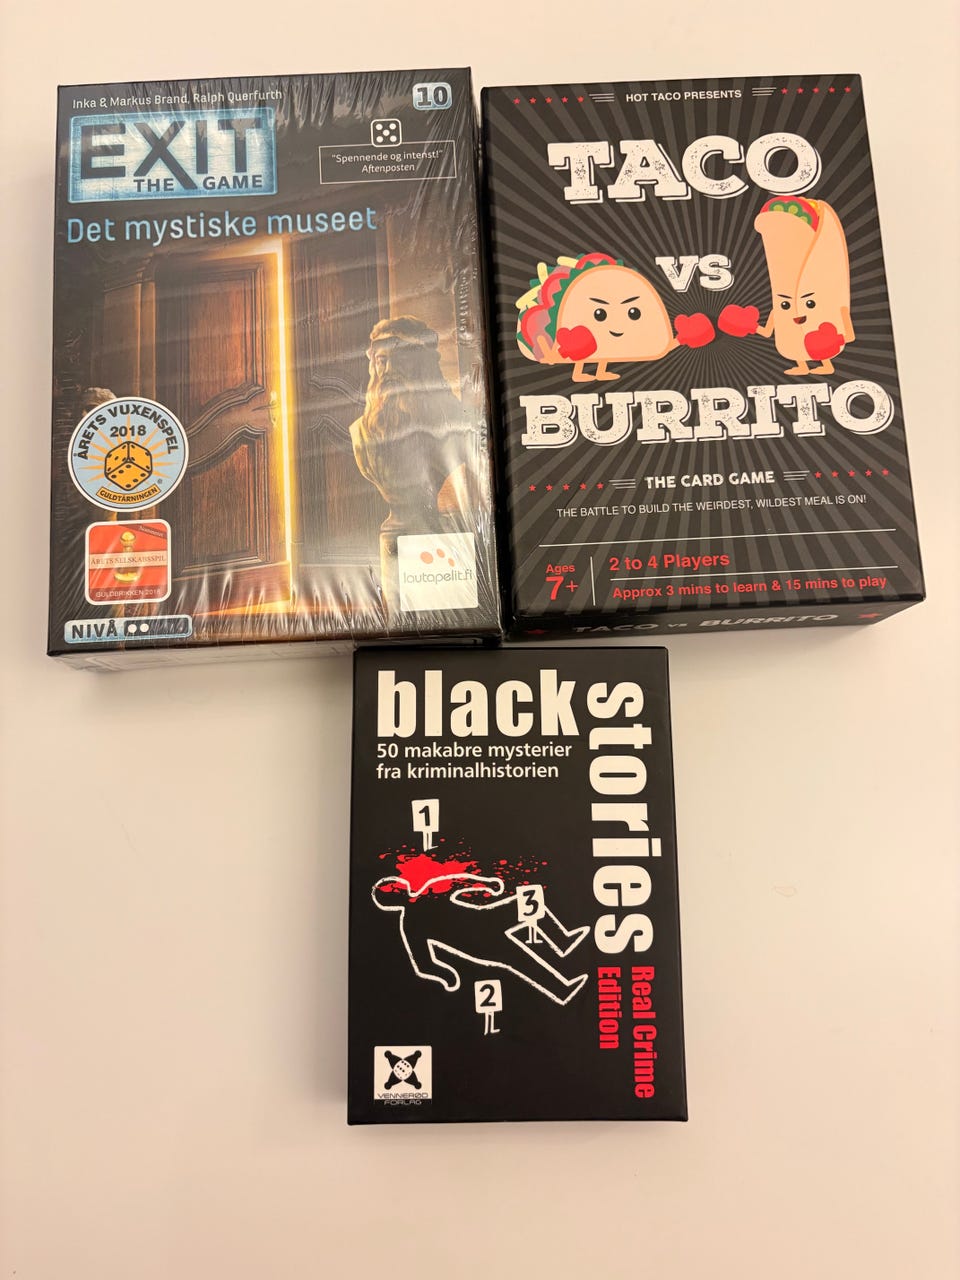 Inka & Markus Brand, Ralph Querfurth
10
EXIT
THE GAME
"Spennende og intenst!"
Aftenposten
Det mystiske museet
ÅRETS VUXENSPEL
2018
GULDTÄRNINGEN
ÅRETS SELSKABSSPIL
GULDBRIKKEN 2018
lautapelit.fi
NIVÅ
HOT TACO PRESENTS
TACO
VS
BURRITO
THE CARD GAME
THE BATTLE TO BUILD THE WEIRDEST, WILDEST MEAL IS ON!
Ages
7+
2 to 4 Players
Approx 3 mins to learn & 15 mins to play
TACO VS BURRITO
black
stories
50 makabre mysterier
fra kriminalhistorien
1
3
2
Real Crime
Edition
VENNERØD
FORLAG